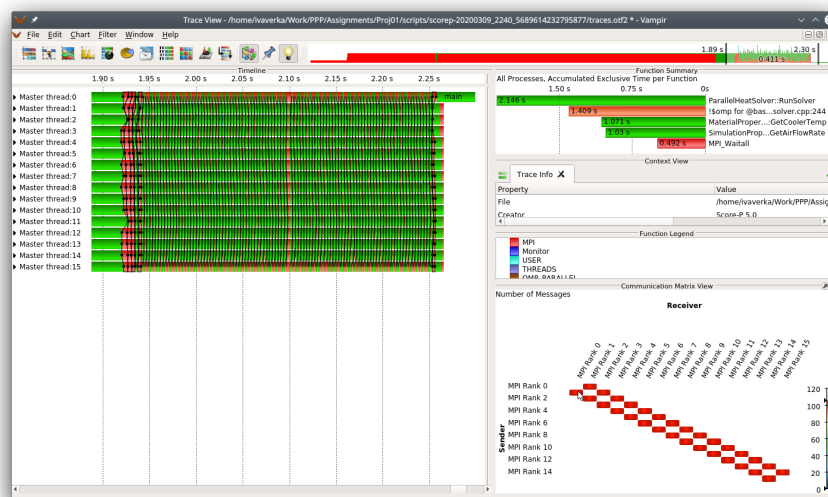 Trace View - /home/ivaverka/Work/PPP/Assignments/Proj01/scripts/scorep-20200309_2240_5689614232795877/traces.otf2 * - Vampir
File Edit Chart Filter Window Help
1.89 s 2.30 s
0.411 s
Timeline
1.90 s 1.95 s 2.00 s 2.05 s 2.10 s 2.15 s 2.20 s 2.25 s
Master thread:0 main
Master thread:1
Master thread:2
Master thread:3
Master thread:4
Master thread:5
Master thread:6
Master thread:7
Master thread:8
Master thread:9
Master thread:10
Master thread:11
Master thread:12
Master thread:13
Master thread:14
Master thread:15
Function Summary
All Processes, Accumulated Exclusive Time per Function
1.50 s 0.75 s 0s
2.146 s ParallelHeatSolver::RunSolver
1.409 s !$omp for @bas...solver.cpp:244
1.071 s MaterialProper...:GetCoolerTemp
1.03 s SimulationProp...GetAirFlowRate
0.492 s MPI_Waitall
Context View
Trace Info X
Property Value
File /home/ivaverka/Work/PPP/Assig
Creator Score-P 5.0
Function Legend
MPI
Monitor
USER
THREADS
OMP_PARALLEL
Communication Matrix View
Number of Messages
Receiver
MPI Rank 0
MPI Rank 1
MPI Rank 2
MPI Rank 3
MPI Rank 4
MPI Rank 5
MPI Rank 6
MPI Rank 7
MPI Rank 8
MPI Rank 9
MPI Rank 10
MPI Rank 11
MPI Rank 12
MPI Rank 13
MPI Rank 14
MPI Rank 15
Sender
MPI Rank 0
MPI Rank 2
MPI Rank 4
MPI Rank 6
MPI Rank 8
MPI Rank 10
MPI Rank 12
MPI Rank 14
120
100
80
60
40
20
0